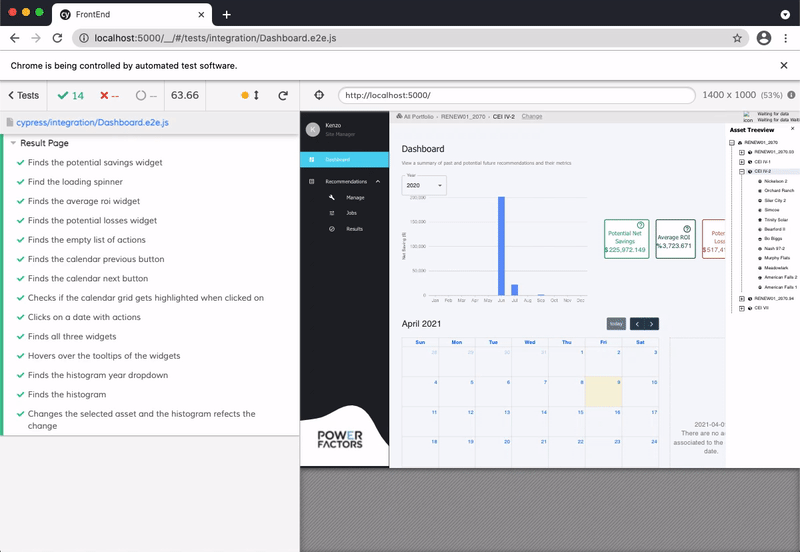 FrontEnd
localhost:5000/__/#/tests/integration/Dashboard.e2e.js
Chrome is being controlled by automated test software.
Tests
14
--
--
63.66
http://localhost:5000/
1400 x 1000 (53%)
cypress/integration/Dashboard.e2e.js
Result Page
Finds the potential savings widget
Find the loading spinner
Finds the average roi widget
Finds the potential losses widget
Finds the empty list of actions
Finds the calendar previous button
Finds the calendar next button
Checks if the calendar grid gets highlighted when clicked on
Clicks on a date with actions
Finds all three widgets
Hovers over the tooltips of the widgets
Finds the histogram year dropdown
Finds the histogram
Changes the selected asset and the histogram refects the
change
K
Kenzo
Site Manager
Dashboard
Recommendations
Manage
Jobs
Results
POWER
FACTORS
All Portfolio › RENEW01_2070 › CEI IV-2 Change
Dashboard
View a summary of past and potential future recommendations and their metrics
Year
2020
Net Saving ($)
50,000
Jan Feb Mar Apr May Jun Jul Aug Sep Oct Nov Dec
Potential Net
Savings
$225,972.149
Average ROI
%3,723,671
Poten
Loss
$517,41
April 2021
today
Sun Mon Tue Wed Thu Fri Sat
28 29 30 31 1 2 3
4 5 6 7 8 9 10
11 12 13 14 15 16 17
18 19 20 21 22 23 24
2021-04-0
There are no a
associated to the
date.
icon
Waiting for data
Waiting for data Wait
Asset Treeview
RENEW01_2070
RENEW01_2070.93
CEI IV-1
CEI IV-2
Nickelson 2
Orchard Ranch
Siler City 2
Simcoe
Trinity Solar
Bearford II
Bo Biggs
Nash 97-2
Murphy Flats
Meadowlark
American Falls 2
American Falls 1
RENEW01_2070.94
CEI VII